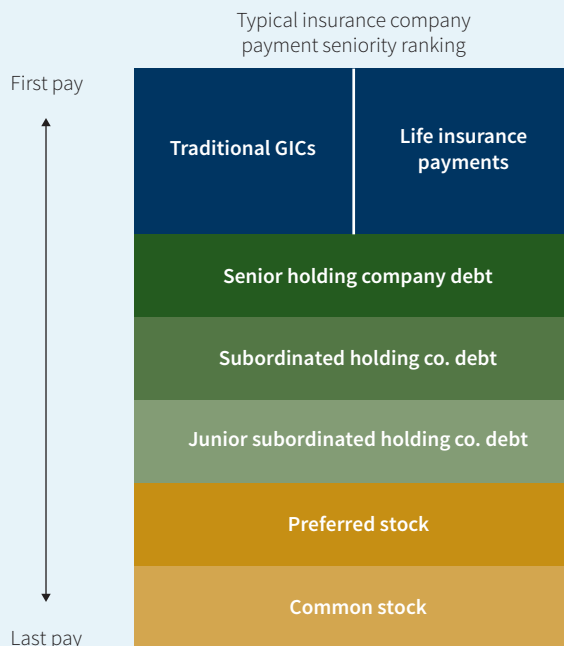 Typical insurance company
payment seniority ranking
First pay
Traditional GICs
Life insurance
payments
Senior holding company debt
Subordinated holding co. debt
Junior subordinated holding co. debt
Preferred stock
Common stock
Last pay